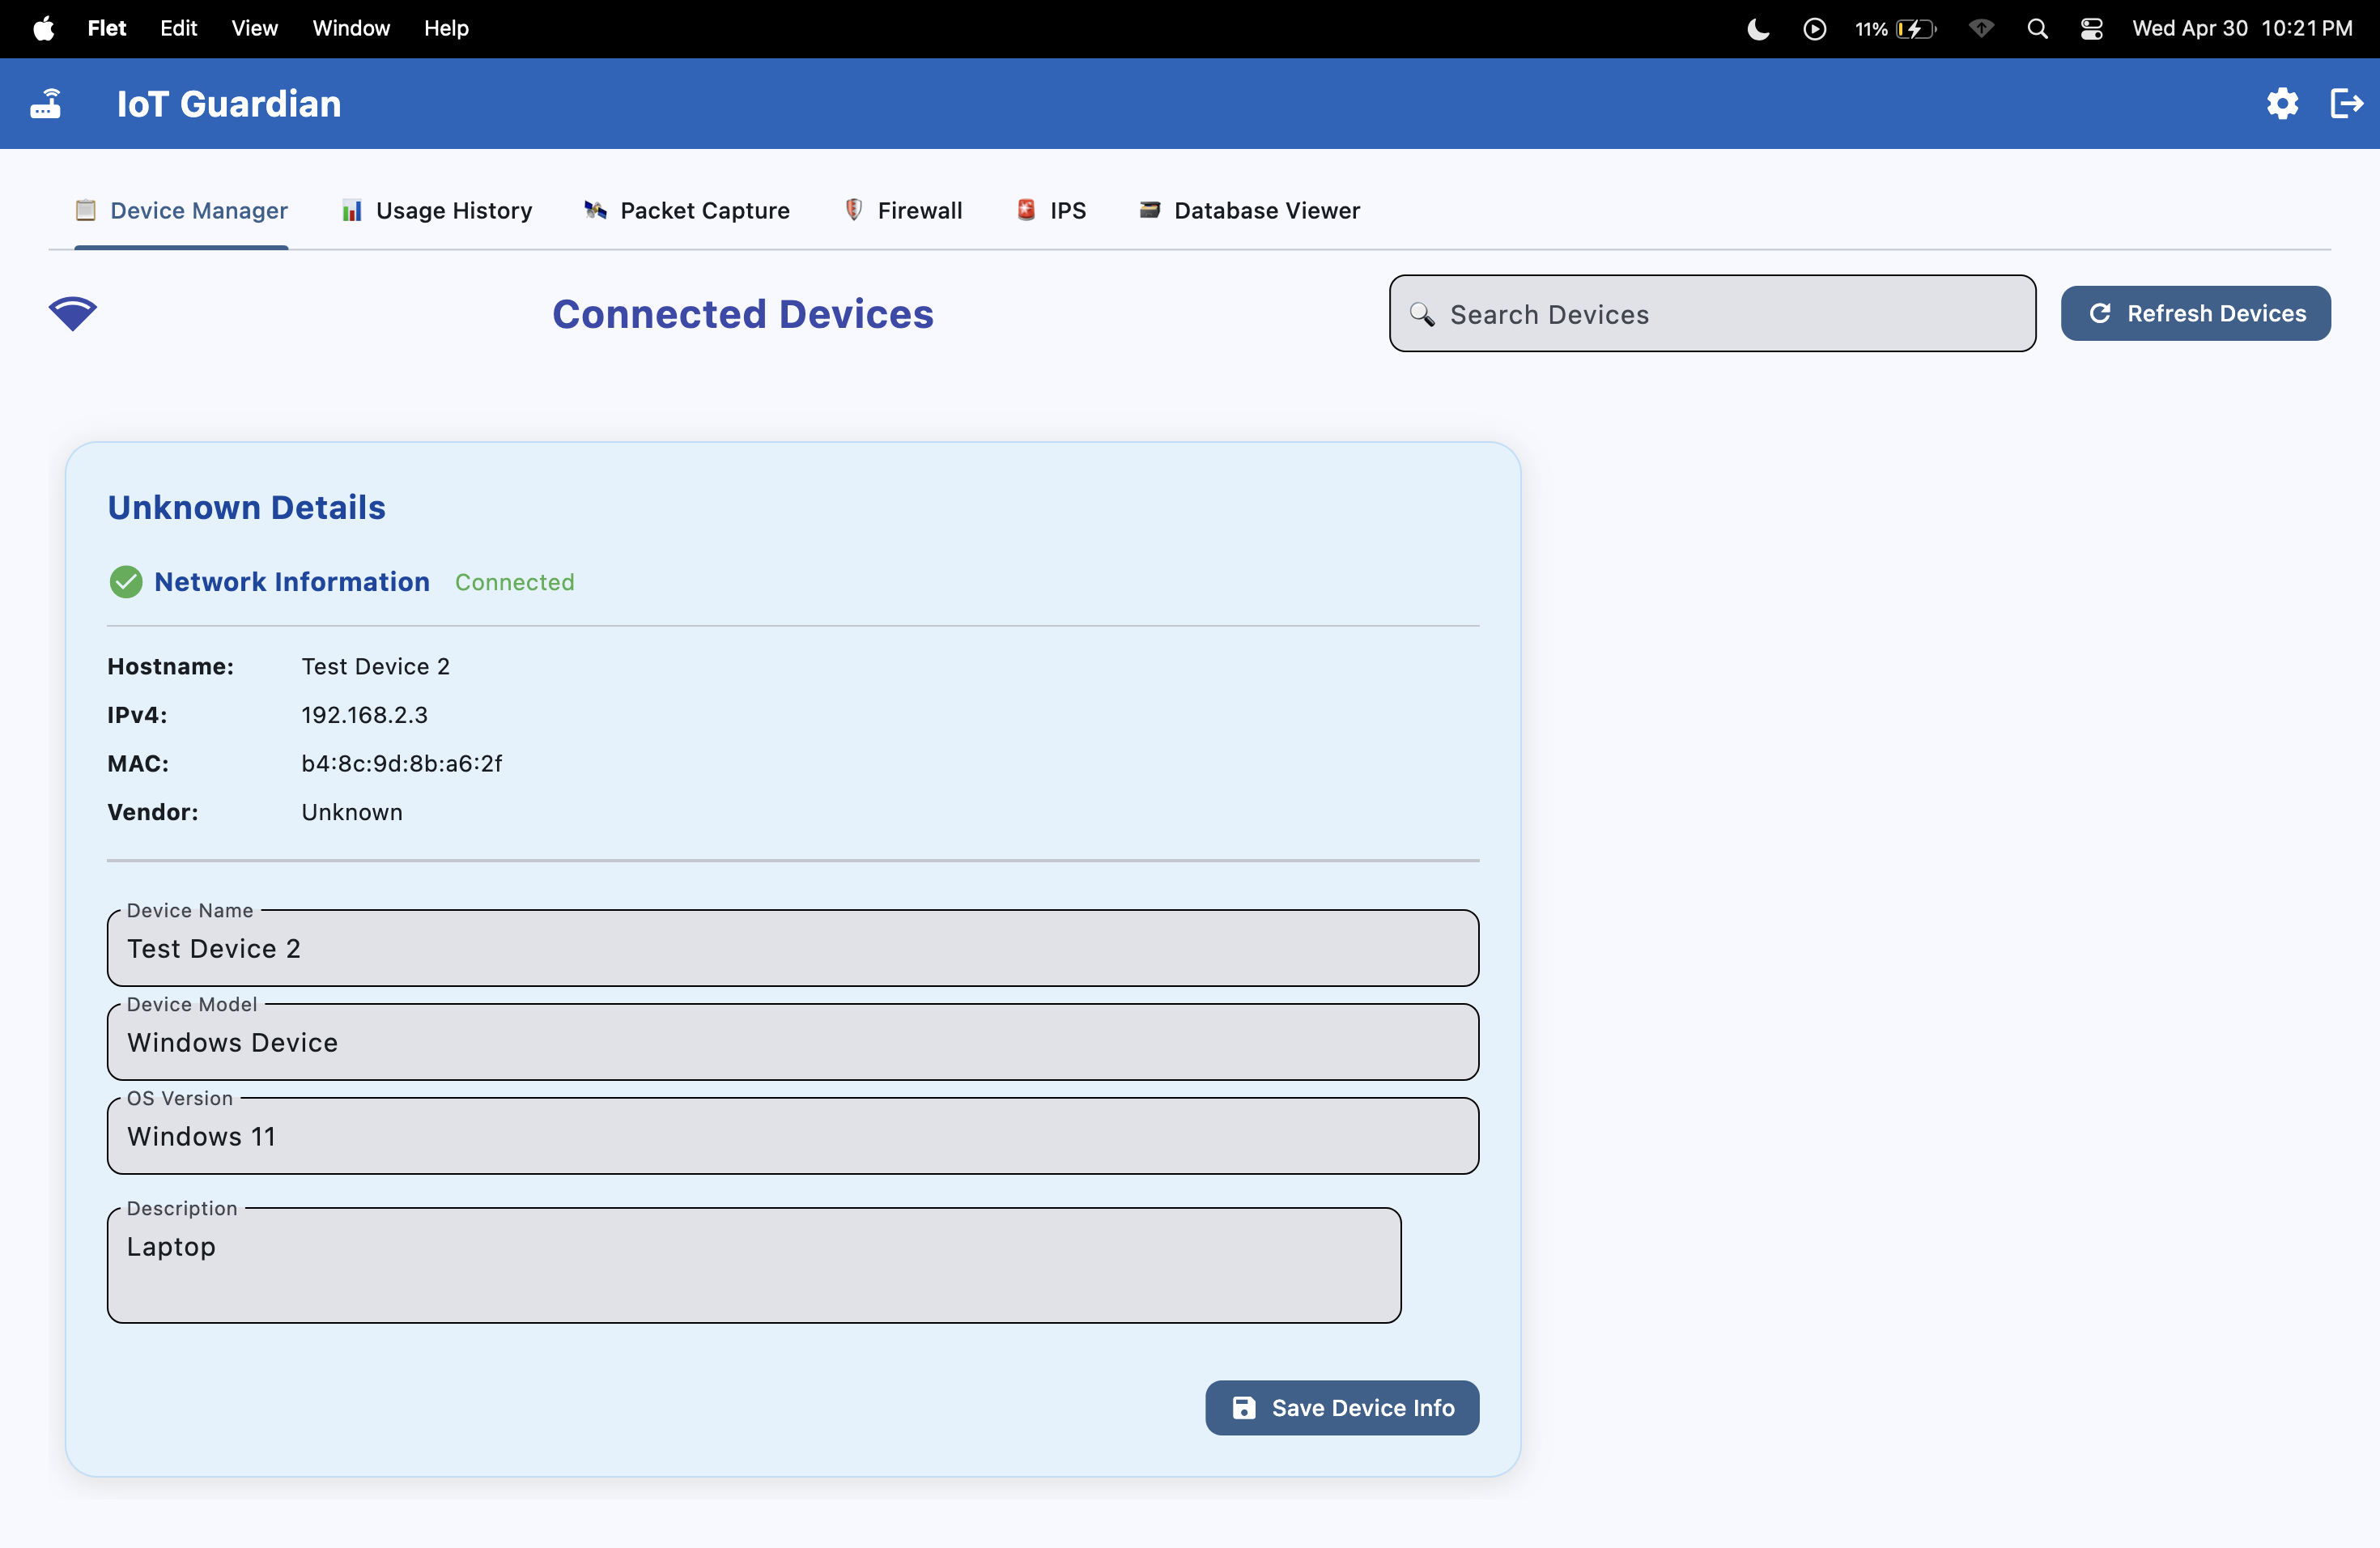 Flet Edit View Window Help 11% Wed Apr 30 10:21 PM
IoT Guardian
Device Manager Usage History Packet Capture Firewall IPS Database Viewer
Connected Devices Search Devices Refresh Devices
Unknown Details
Network Information Connected
Hostname: Test Device 2
IPv4: 192.168.2.3
MAC: b4:8c:9d:8b:a6:2f
Vendor: Unknown
Device Name
Test Device 2
Device Model
Windows Device
OS Version
Windows 11
Description
Laptop
Save Device Info